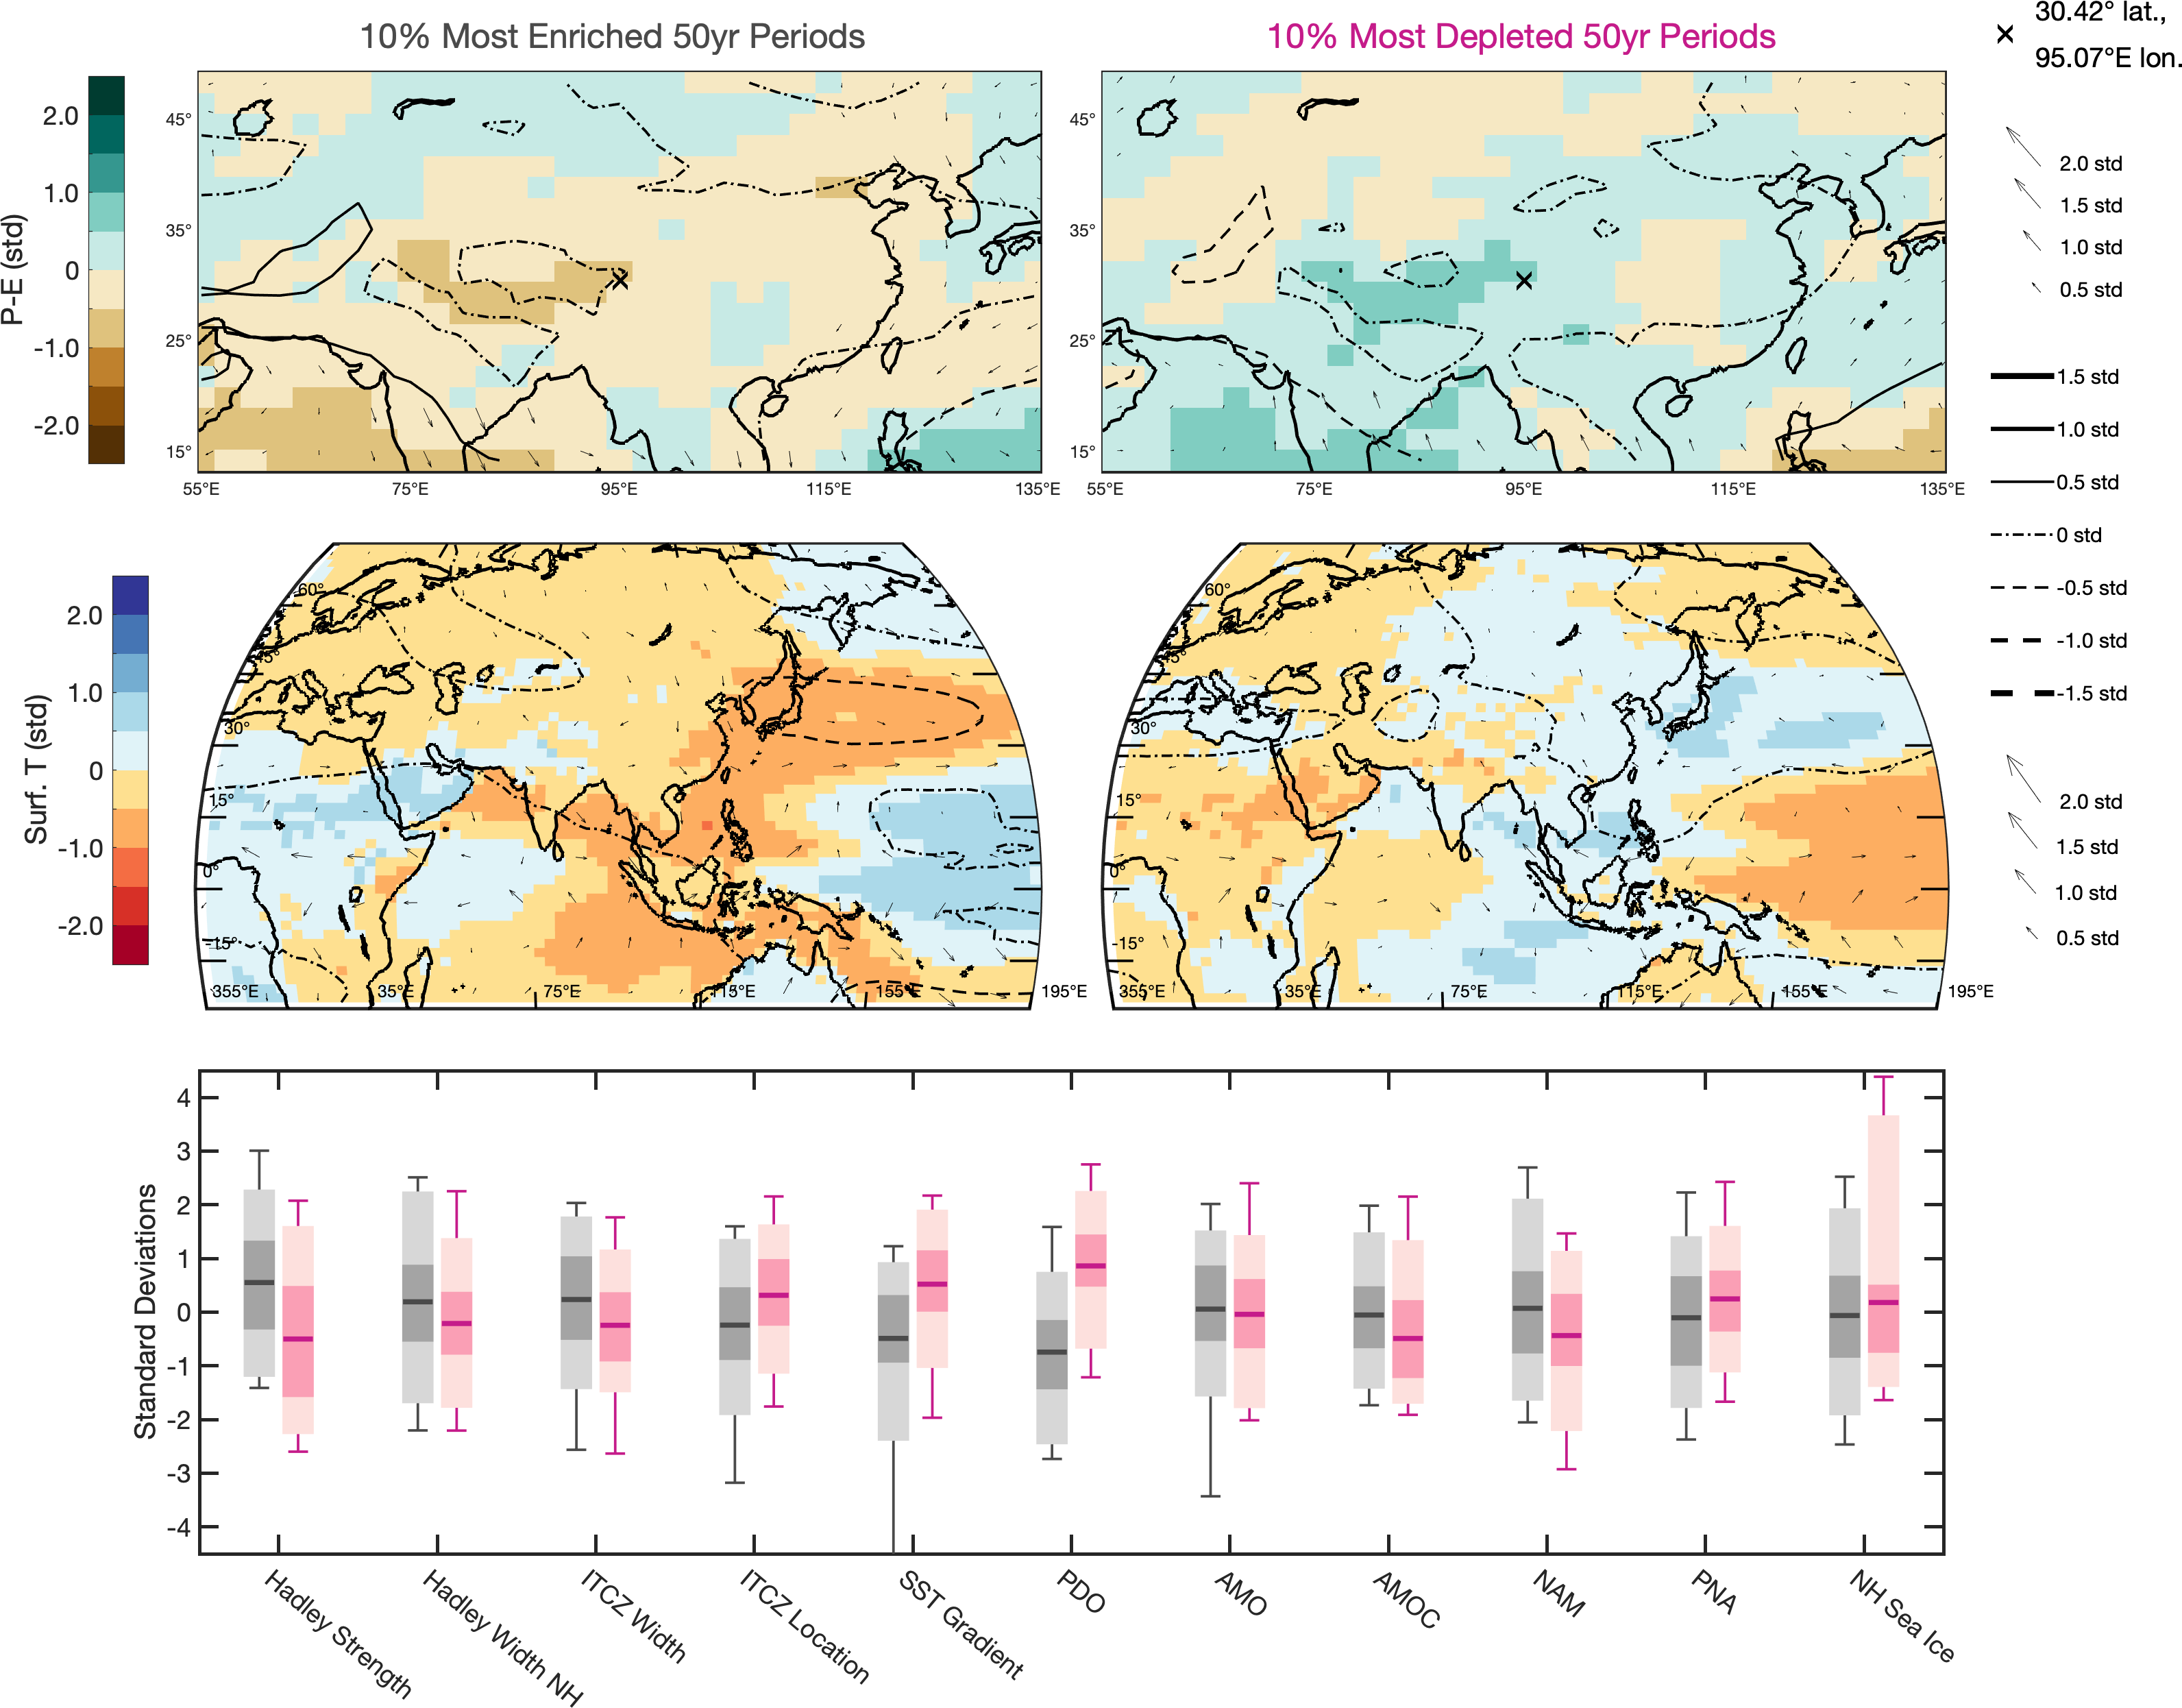 10% Most Enriched 50yr Periods
10% Most Depleted 50yr Periods
30.42° lat.,
95.07°E lon.
P-E (std)
2.0
1.0
0
-1.0
-2.0
45°
35°
25°
15°
55°E
75°E
95°E
115°E
135°E
45°
35°
25°
15°
55°E
75°E
95°E
115°E
135°E
2.0 std
1.5 std
1.0 std
0.5 std
1.5 std
1.0 std
0.5 std
0 std
-0.5 std
-1.0 std
-1.5 std
Surf. T (std)
2.0
1.0
0
-1.0
-2.0
60°
45°
30°
15°
0°
-15°
355°E
35°E
75°E
115°E
155°E
195°E
60°
45°
30°
15°
0°
-15°
355°E
35°E
75°E
115°E
155°E
195°E
2.0 std
1.5 std
1.0 std
0.5 std
Standard Deviations
4
3
2
1
0
-1
-2
-3
-4
Hadley Strength
Hadley Width NH
ITCZ Width
ITCZ Location
SST Gradient
PDO
AMO
AMOC
NAM
PNA
NH Sea Ice